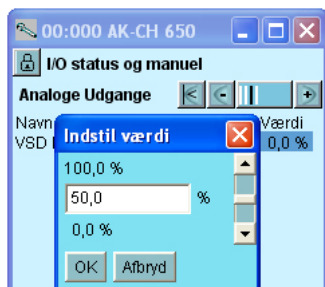 00:000 AK-CH 650
I/O status og manuel
Analoge Udgange
Navn Værdi
VSD 0,0 %
Indstil værdi
100,0 %
50,0 %
0,0 %
OK Afbryd